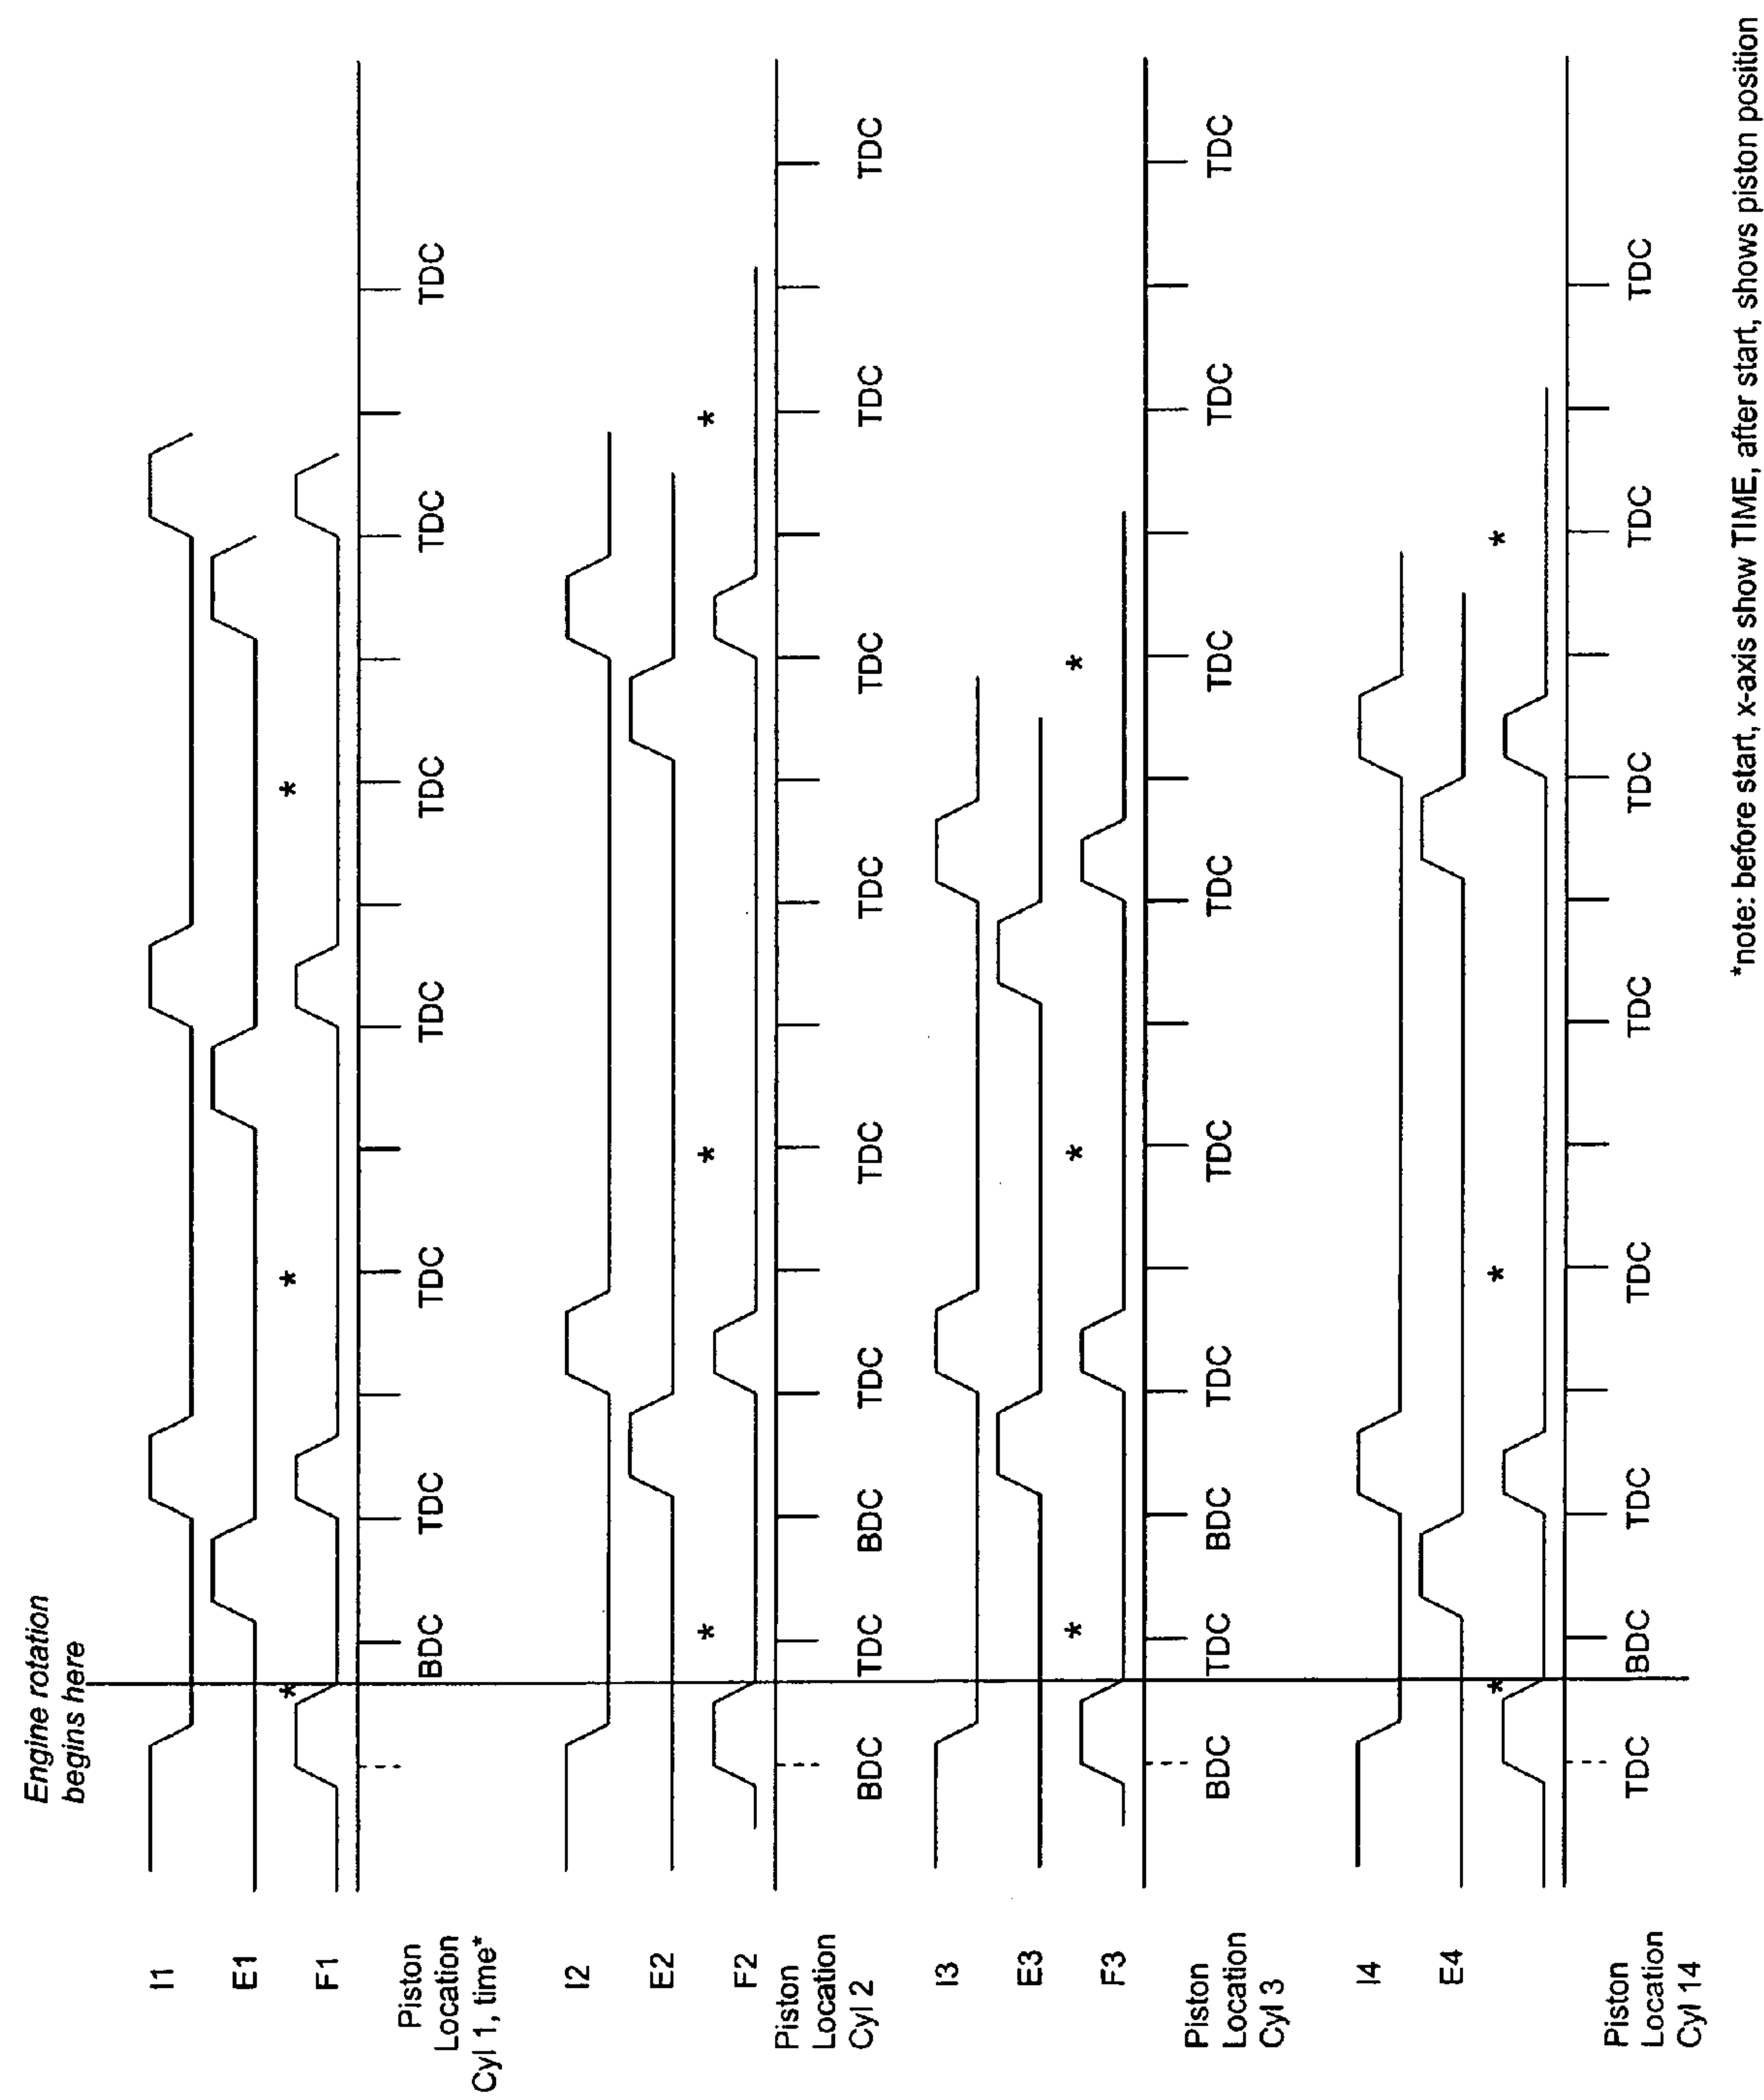 Engine rotation
begins here
I1
E1
* * *
F1
Piston
Location
Cyl 1, time*
BDC TDC TDC TDC TDC TDC TDC
I2
E2
* * *
F2
Piston
Location
Cyl 2
BDC TDC BDC TDC TDC TDC TDC TDC TDC
I3
E3
* * *
F3
Piston
Location
Cyl 3
BDC TDC BDC TDC TDC TDC TDC TDC TDC
I4
E4
* * *
Piston
Location
Cyl 14
TDC BDC TDC TDC TDC TDC TDC TDC
*note: before start, x-axis show TIME, after start, shows piston position